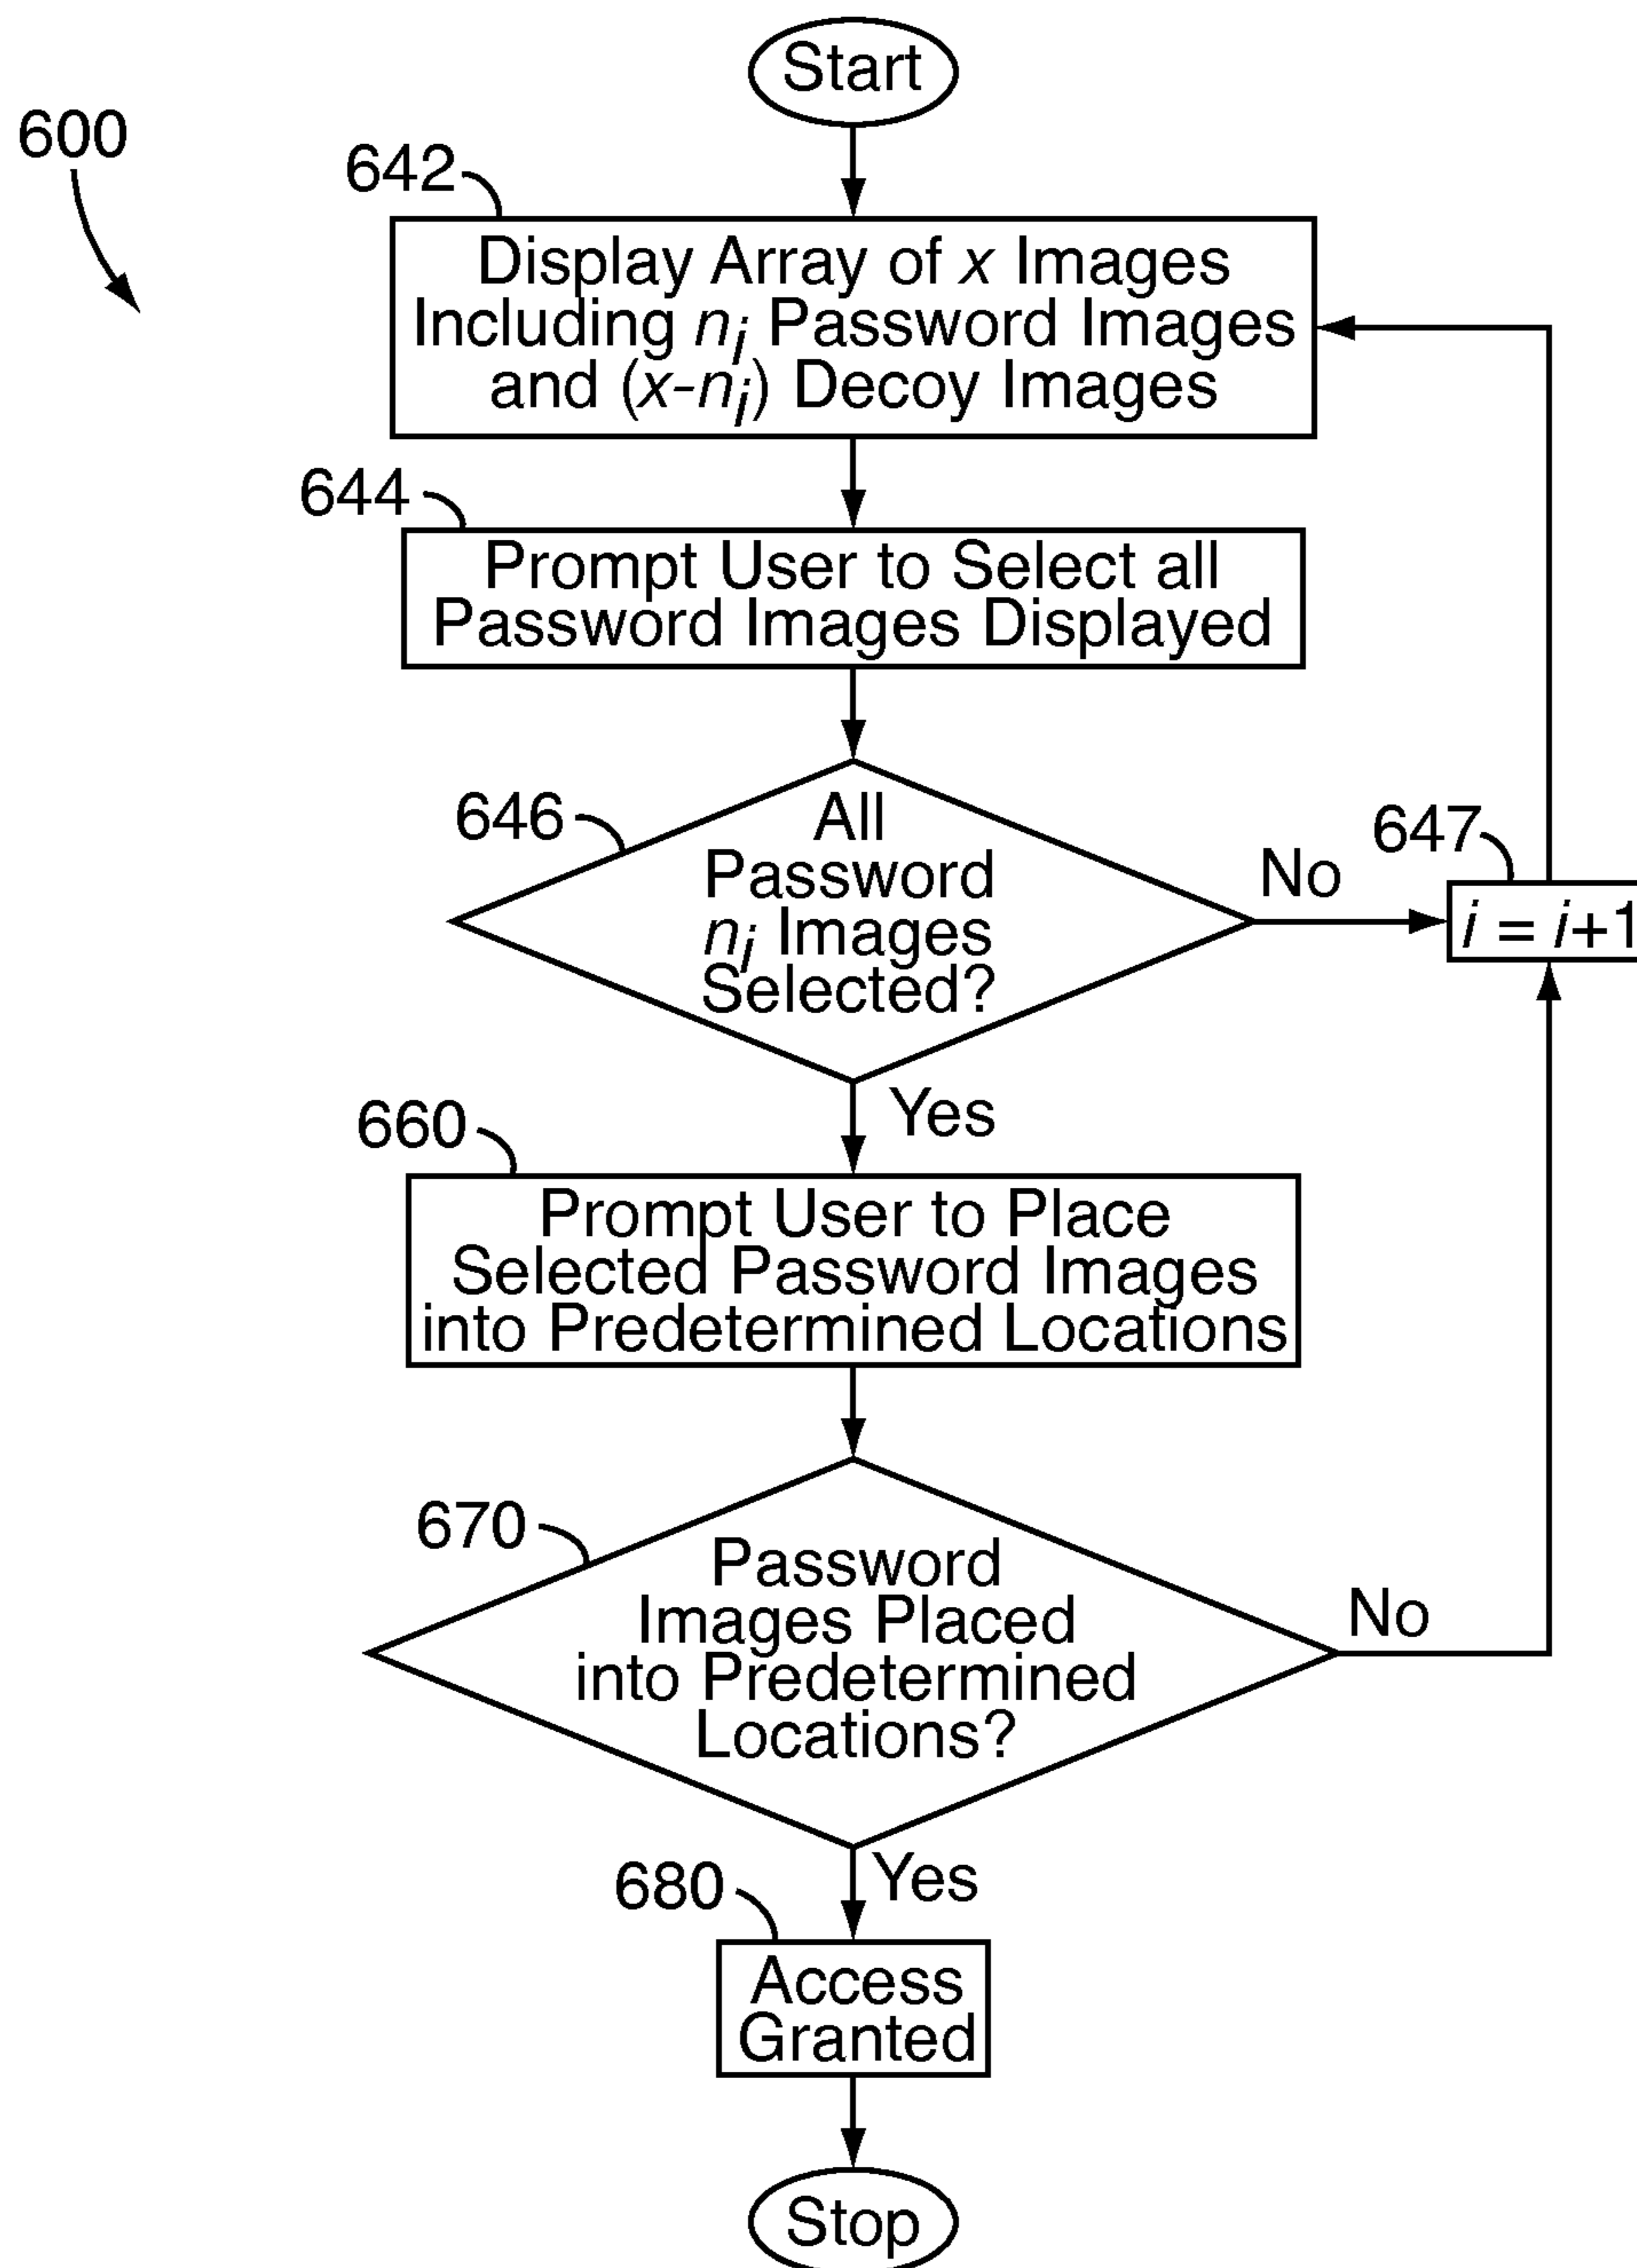 Start
600
642
Display Array of x Images
Including ni Password Images
and (x-ni) Decoy Images
644
Prompt User to Select all
Password Images Displayed
646
All
Password
ni Images
Selected?
No
647
i = i+1
Yes
660
Prompt User to Place
Selected Password Images
into Predetermined Locations
670
Password
Images Placed
into Predetermined
Locations?
No
Yes
680
Access
Granted
Stop